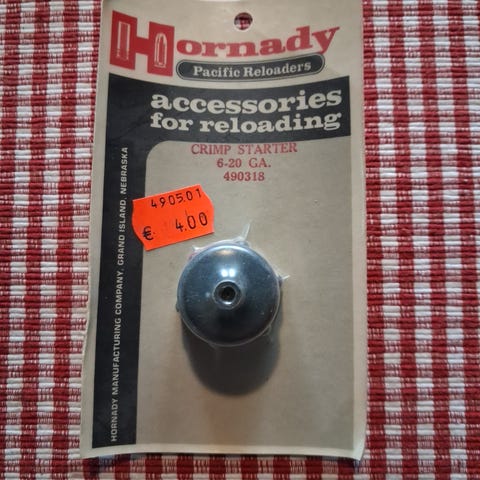 Hornady
Pacific Reloaders
accessories
for reloading
CRIMP STARTER
6-20 GA.
490318
4905.01
€ 4.00
HORNADY MANUFACTURING COMPANY, GRAND ISLAND, NEBRASKA